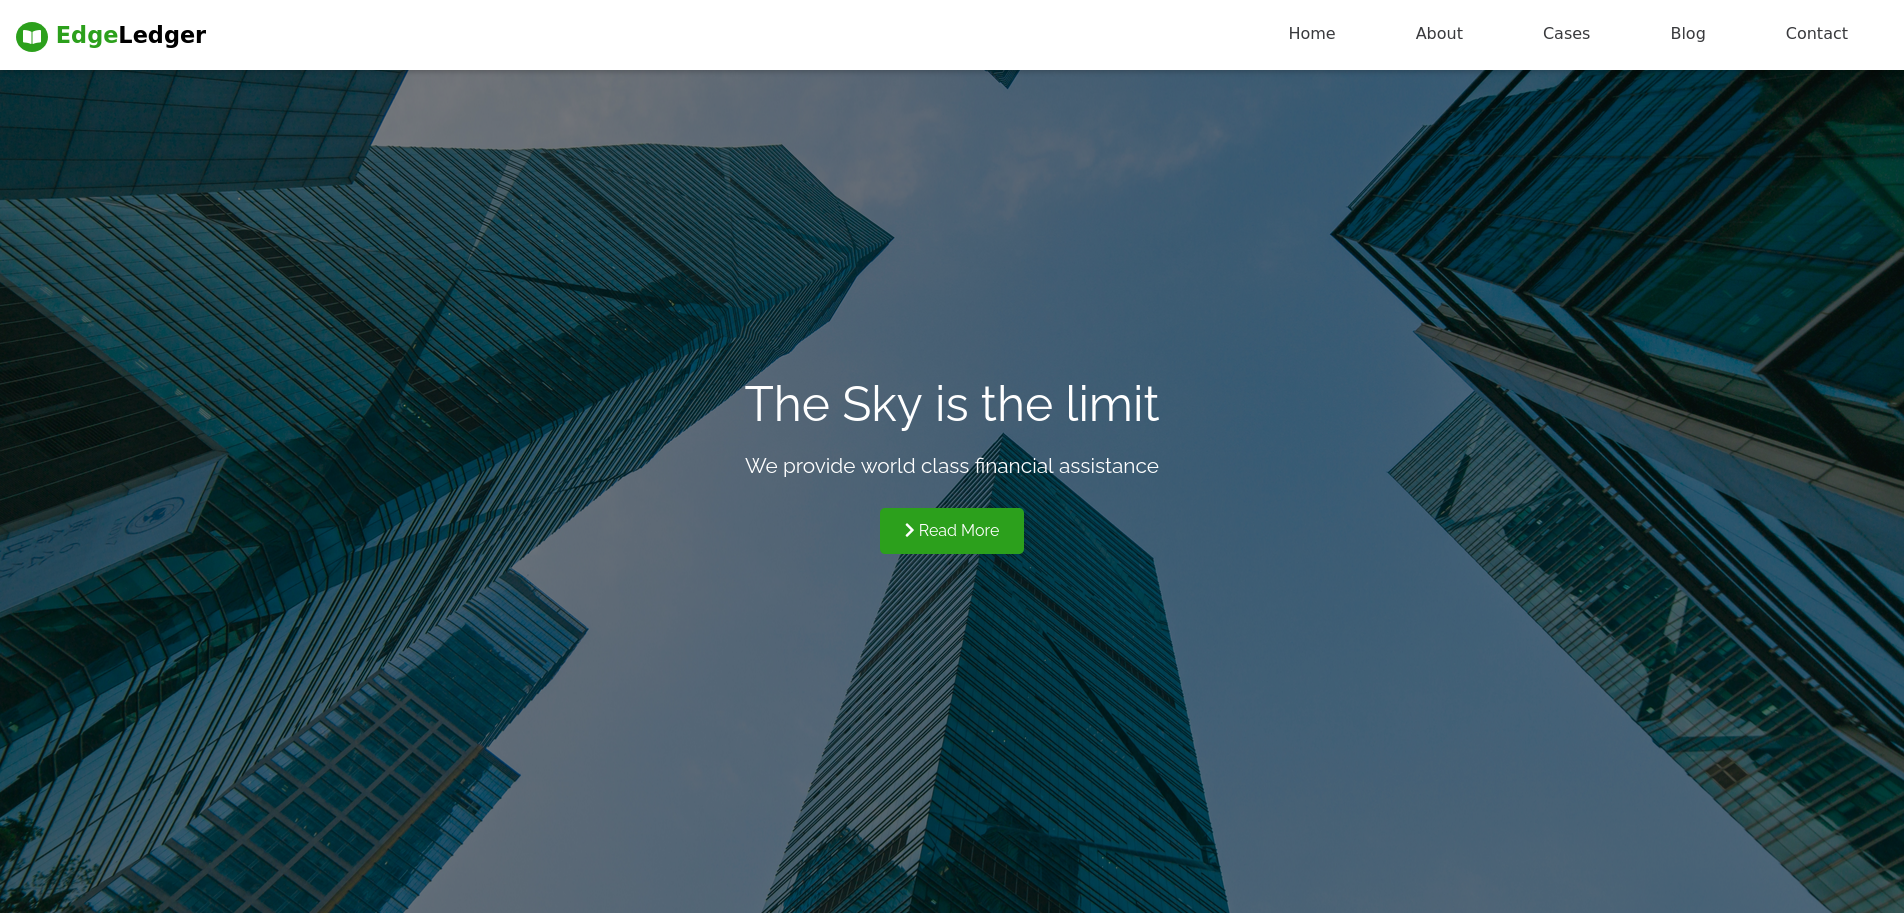 EdgeLedger
Home About Cases Blog Contact
The Sky is the limit
We provide world class financial assistance
Read More